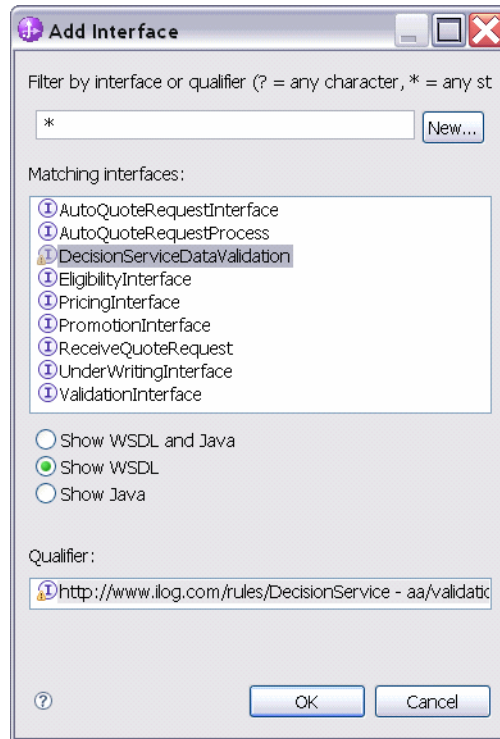 Add Interface
Filter by interface or qualifier (? = any character, * = any st
*
New...
Matching interfaces:
AutoQuoteRequestInterface
AutoQuoteRequestProcess
DecisionServiceDataValidation
EligibilityInterface
PricingInterface
PromotionInterface
ReceiveQuoteRequest
UnderWritingInterface
ValidationInterface
Show WSDL and Java
Show WSDL
Show Java
Qualifier:
http://www.ilog.com/rules/DecisionService - aa/validatic
OK
Cancel